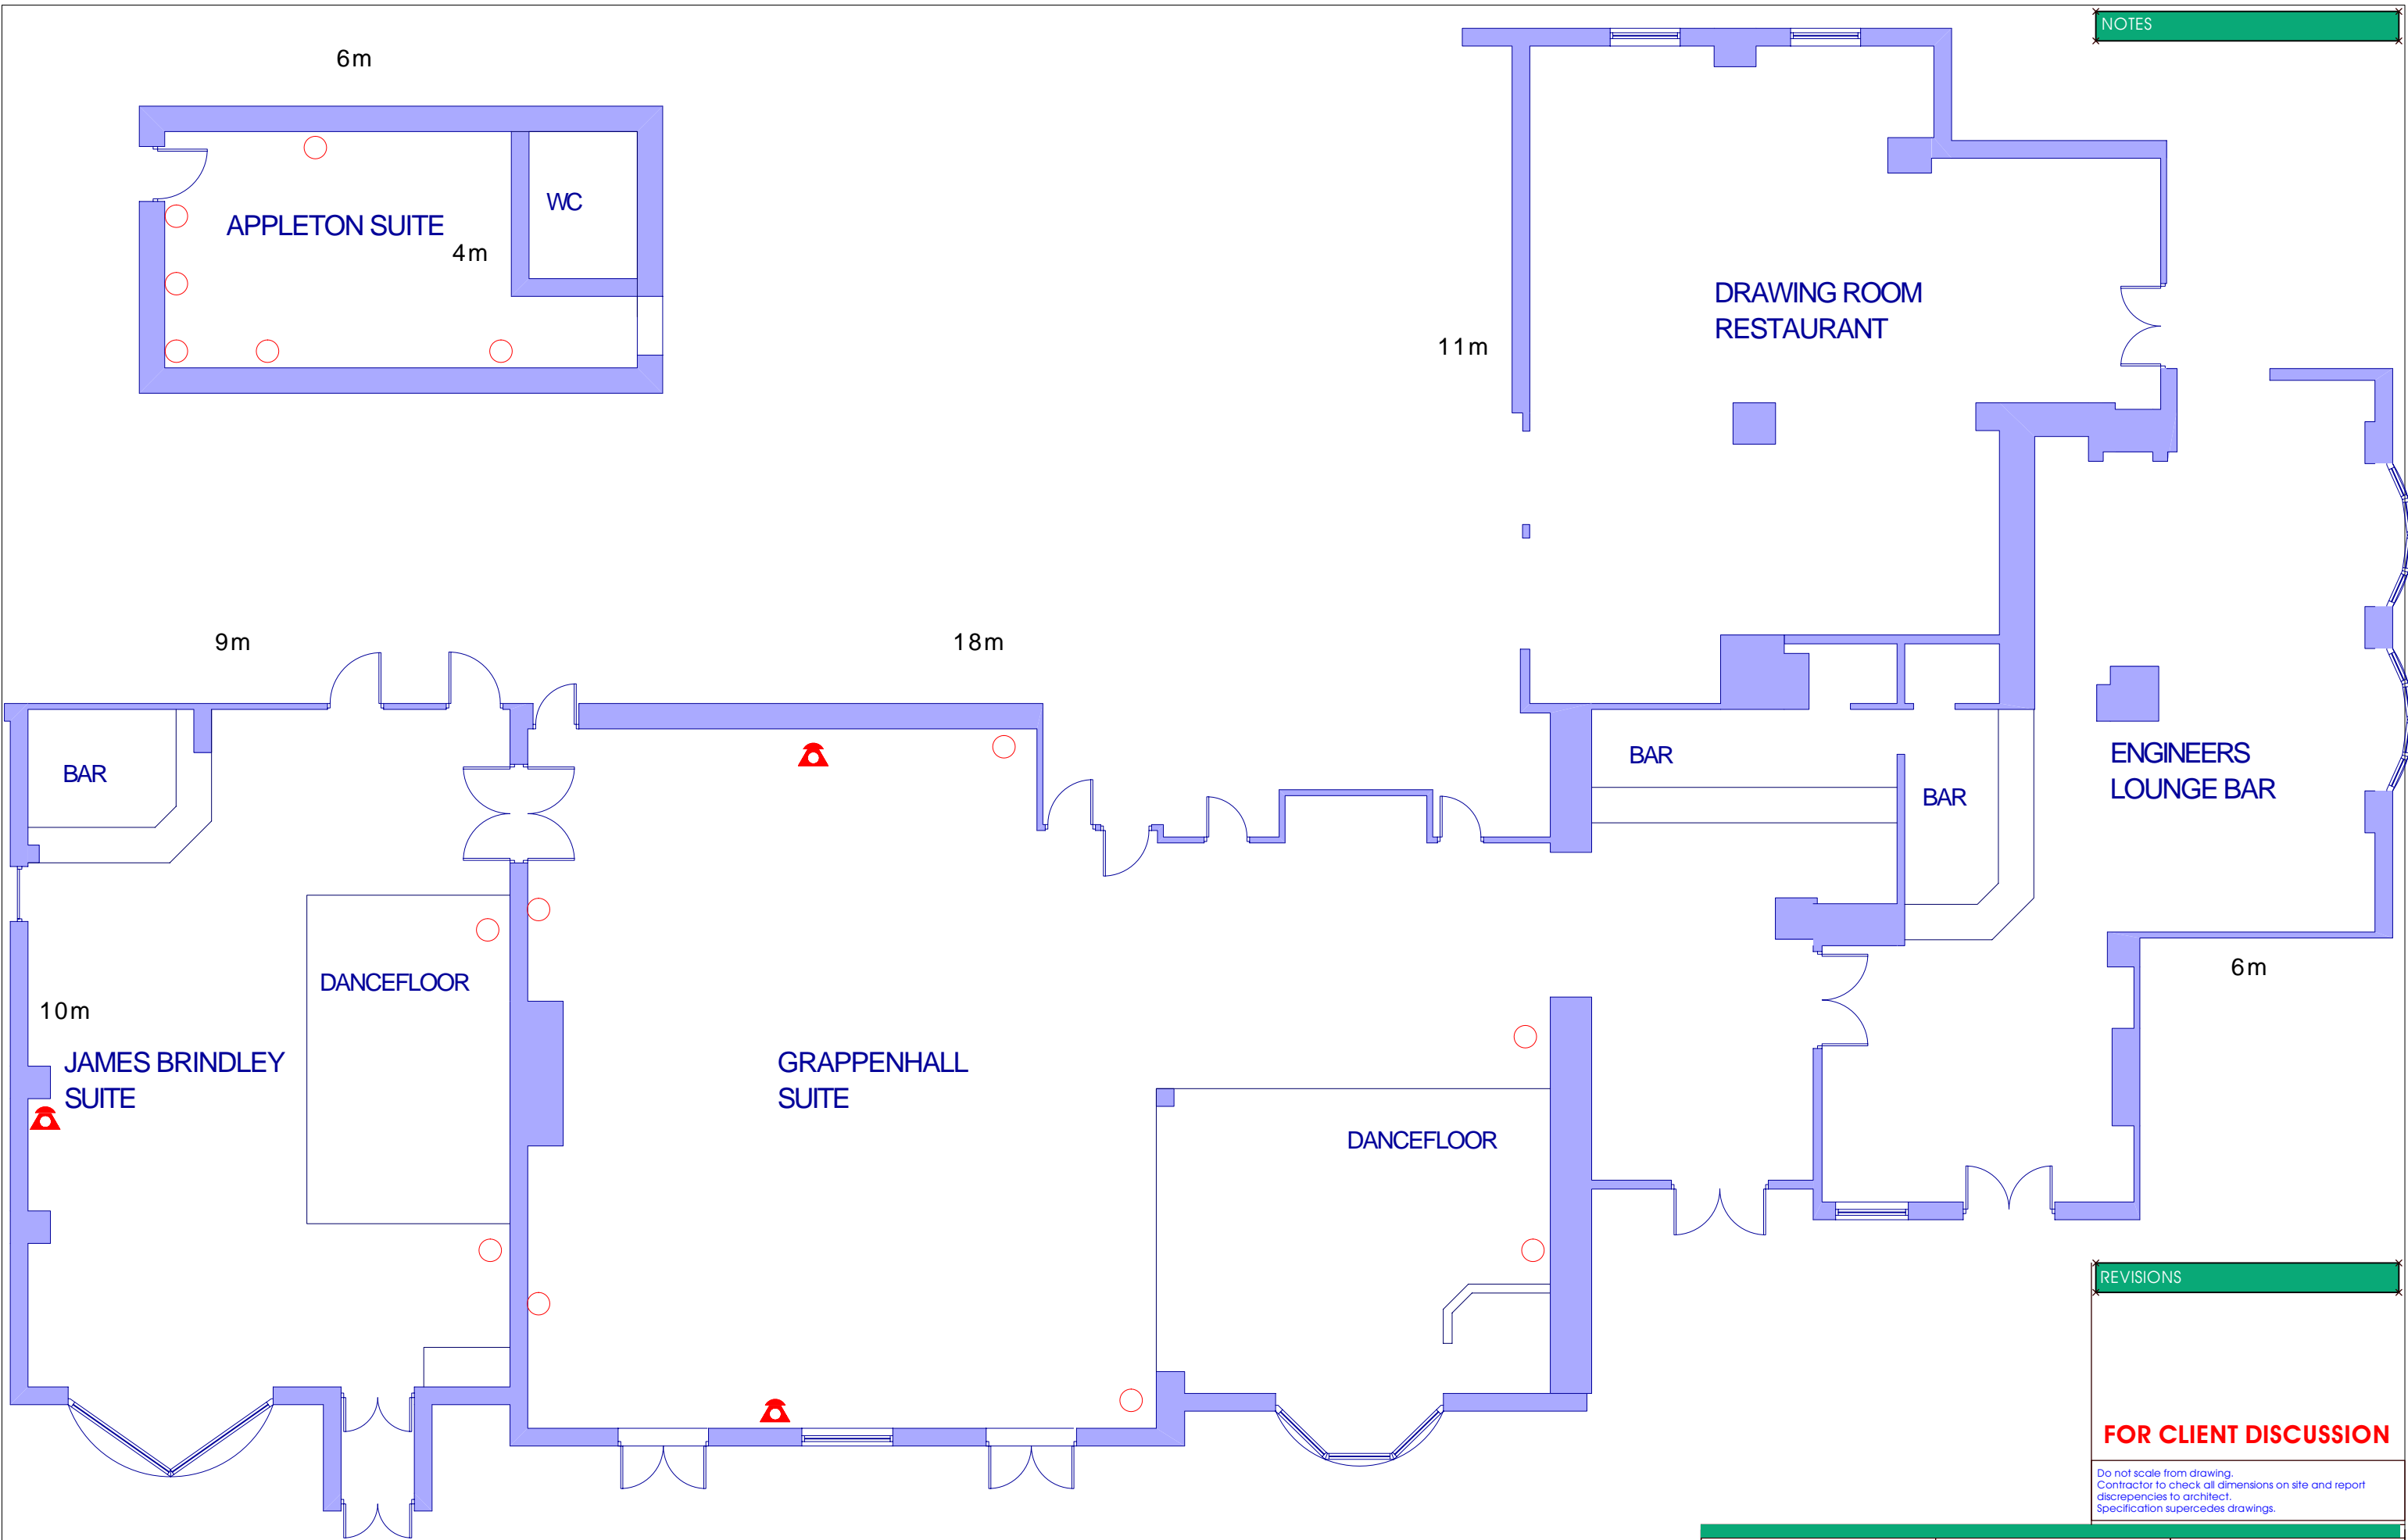 NOTES
6m
WC
APPLETON SUITE
4m
DRAWING ROOM
RESTAURANT
11m
9m
18m
BAR
BAR
BAR
ENGINEERS
LOUNGE BAR
DANCEFLOOR
6m
10m
JAMES BRINDLEY
SUITE
GRAPPENHALL
SUITE
DANCEFLOOR
REVISIONS
FOR CLIENT DISCUSSION
Do not scale from drawing.
Contractor to check all dimensions on site and report
discrepencies to architect.
Specification supercedes drawings.